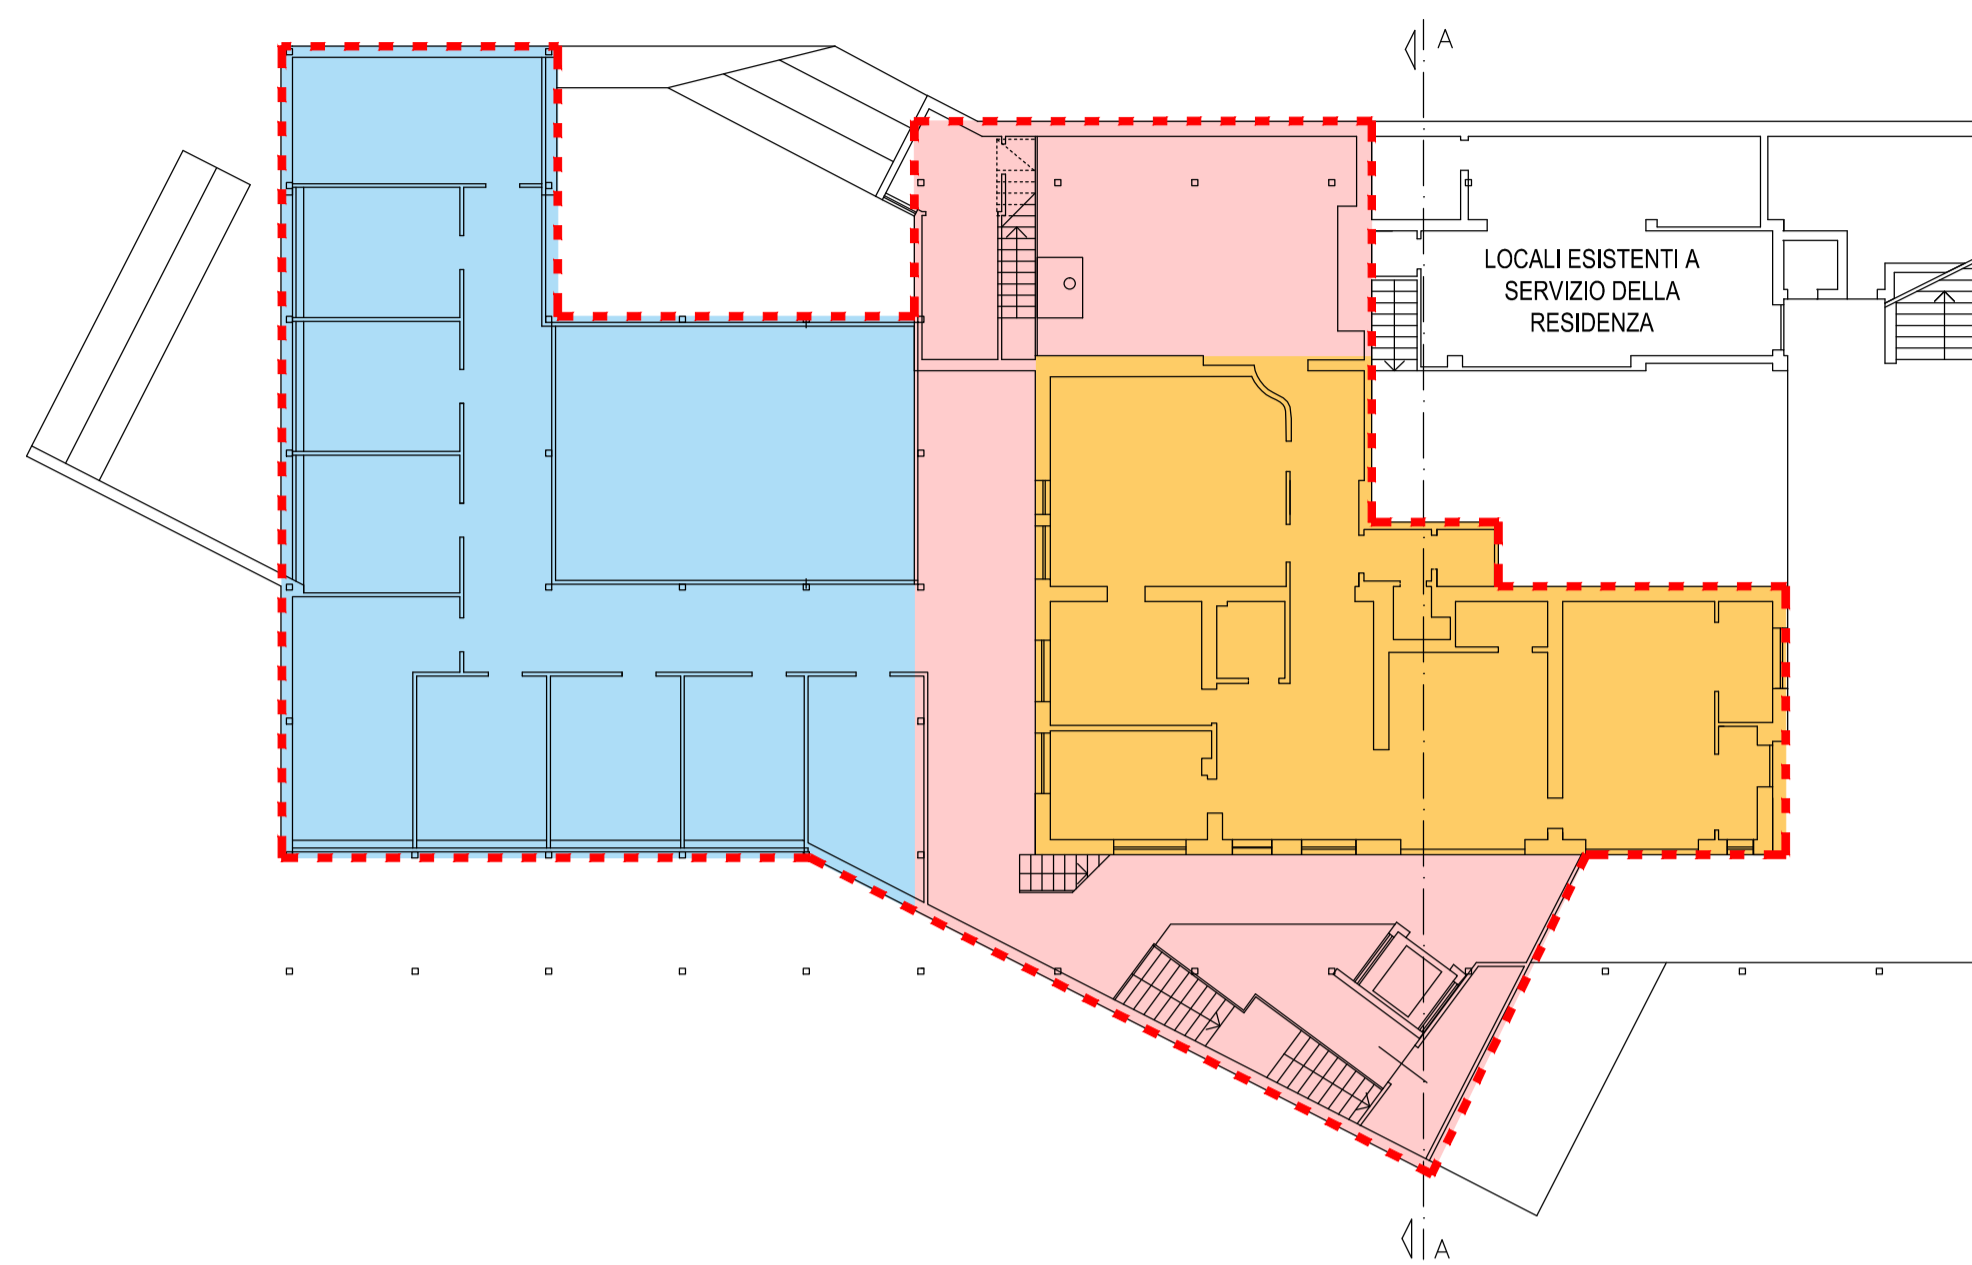 A
LOCALI ESISTENTI A
SERVIZIO DELLA
RESIDENZA
A